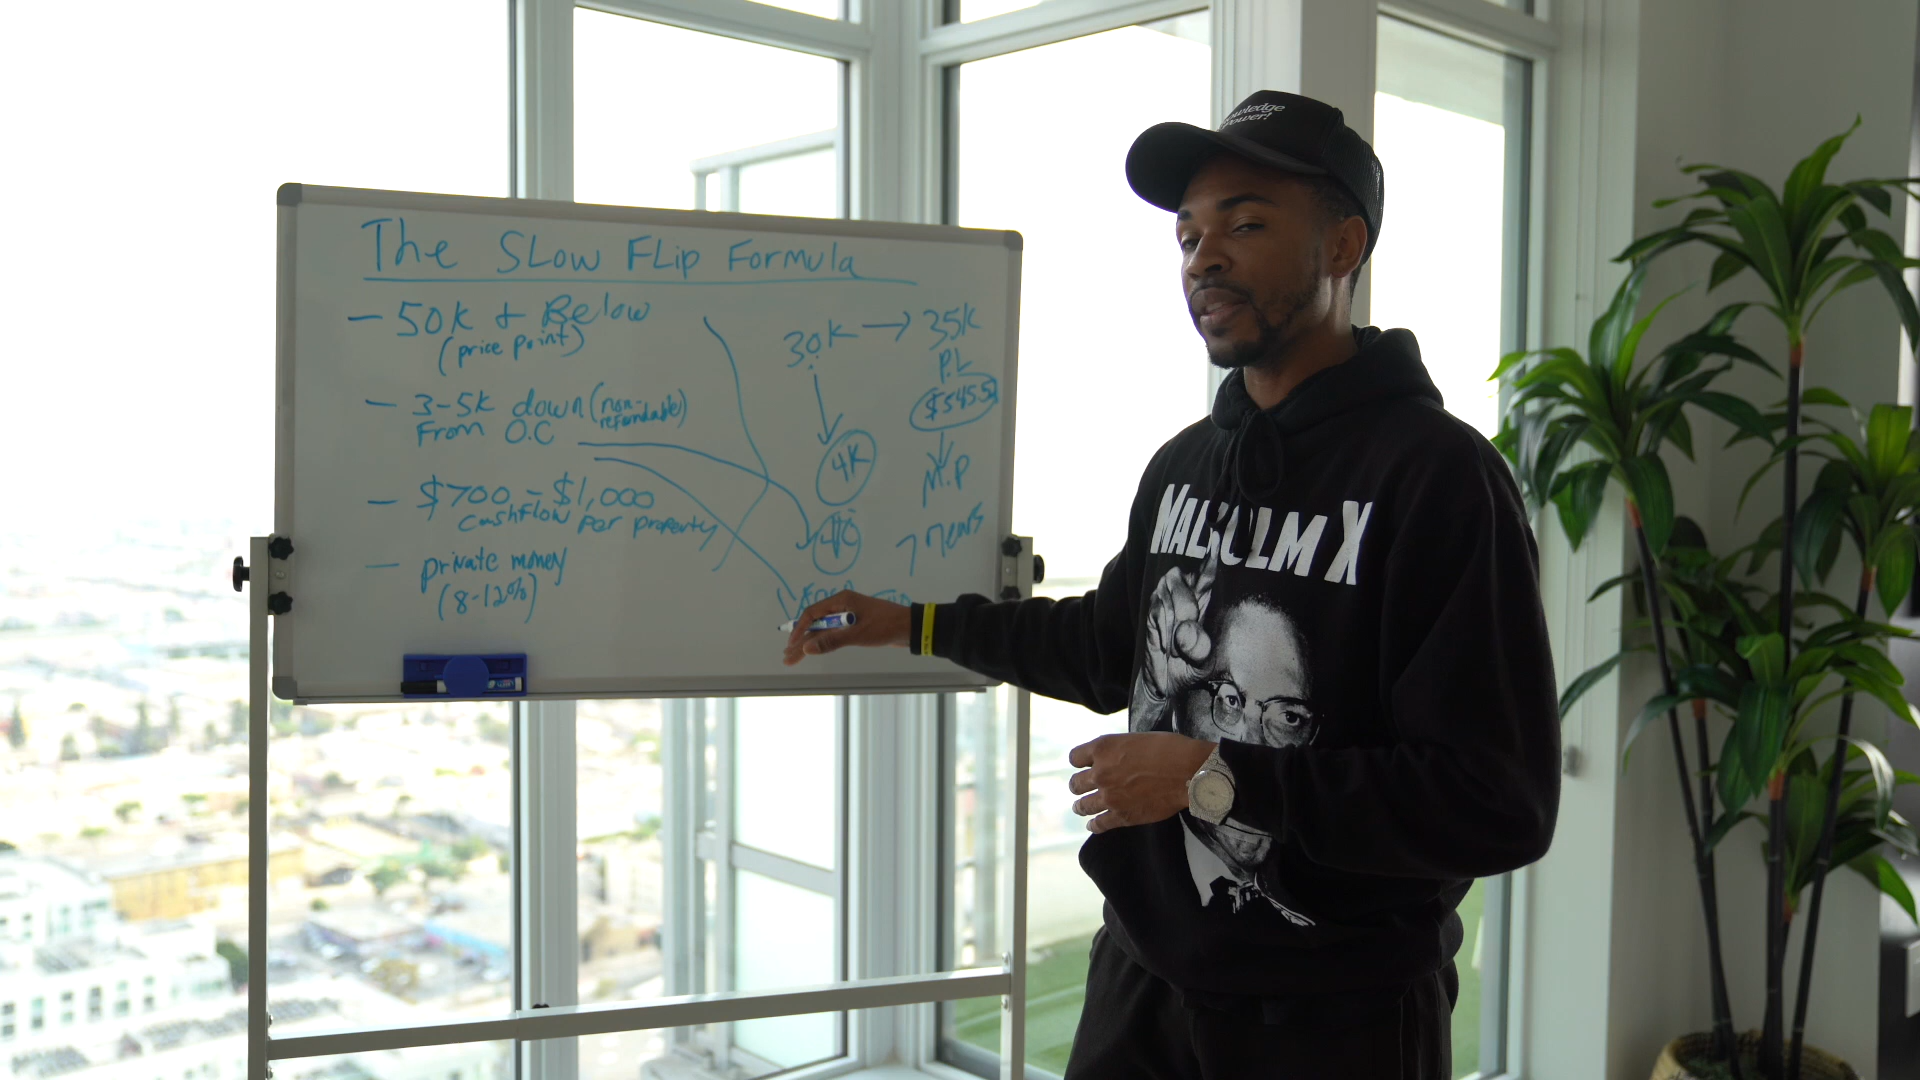 The SLow FLip Formula
- 50K & Below
(price point)
- 3-5K down (non-refundable)
From O.C
- $700 - $1,000
Cashflow per property
- private money
(8-12%)
30K → 35K
P.L
$545.5
4K
M.P
7 years
MALCOLM X